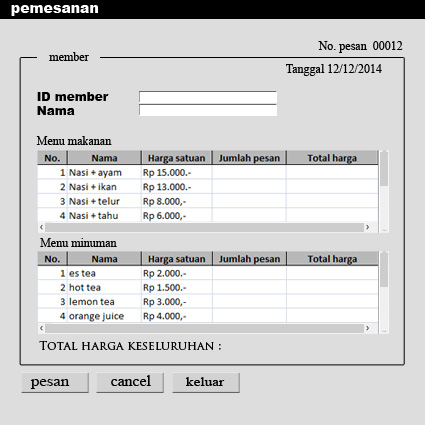 pemesanan
No. pesan 00012
member
Tanggal 12/12/2014
ID member
Nama
Menu makanan
No. Nama Harga satuan Jumlah pesan Total harga
1 Nasi + ayam Rp 15.000.-
2 Nasi + ikan Rp 13.000.-
3 Nasi + telur Rp 8.000,-
4 Nasi + tahu Rp 6.000,-
Menu minuman
No. Nama Harga satuan Jumlah pesan Total harga
1 es tea Rp 2.000.-
2 hot tea Rp 1.500.-
3 lemon tea Rp 3.000,-
4 orange juice Rp 4.000,-
TOTAL HARGA KESELURUHAN :
pesan cancel keluar